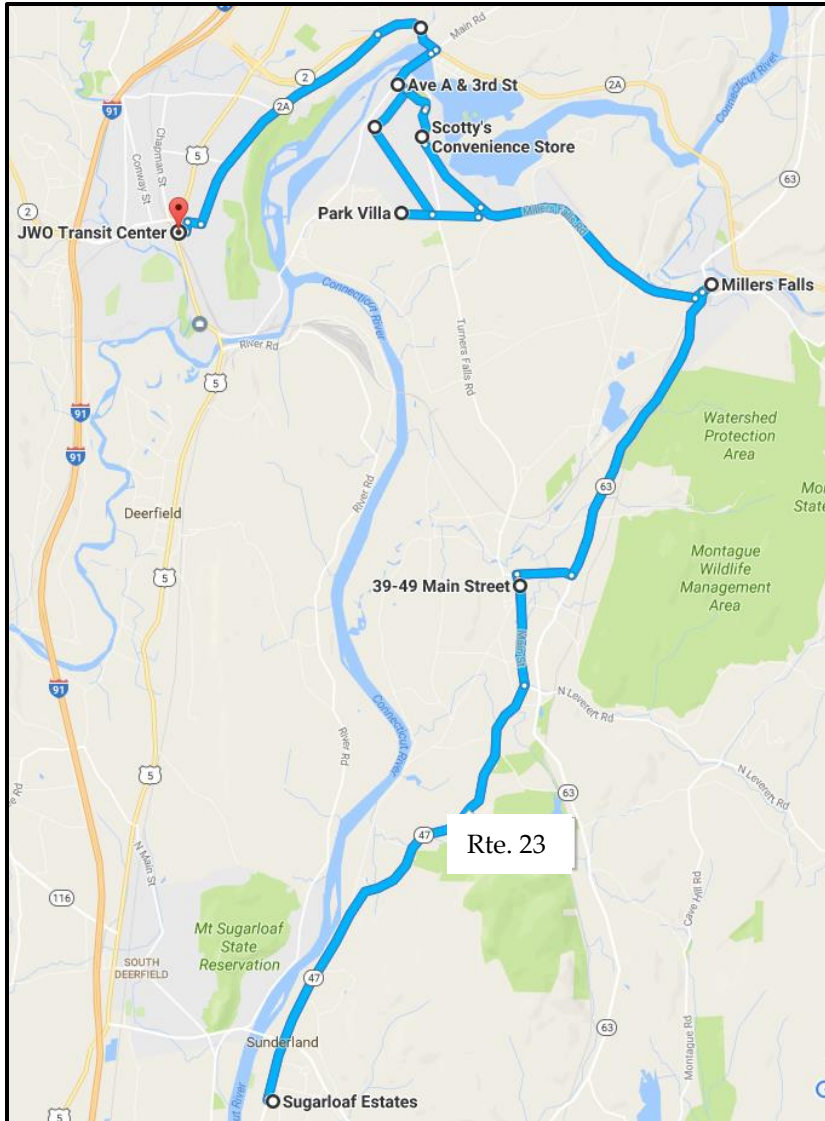 91
Main Rd
2
2A
2A
Connecticut River
Ave A & 3rd St
5
Chapman St
Conway St
Scotty's
Convenience Store
63
2
Park Villa
JWO Transit Center
Millers Falls Rd
Millers Falls
Connecticut River
River Rd
5
Turners Falls Rd
91
91
Watershed
Protection
Area
River Rd
63
Deerfield
State
Montague
Wildlife
Management
Area
5
39-49 Main Street
Main St
91
N Leverett Rd
Connecticut River
River Rd
5
N Leverett Rd
63
47
Rte. 23
N Main St
116
Cave Hill Rd
Mt Sugarloaf
State
Reservation
SOUTH
DEERFIELD
47
63
Sunderland
Montague Rd
Sugarloaf Estates
5